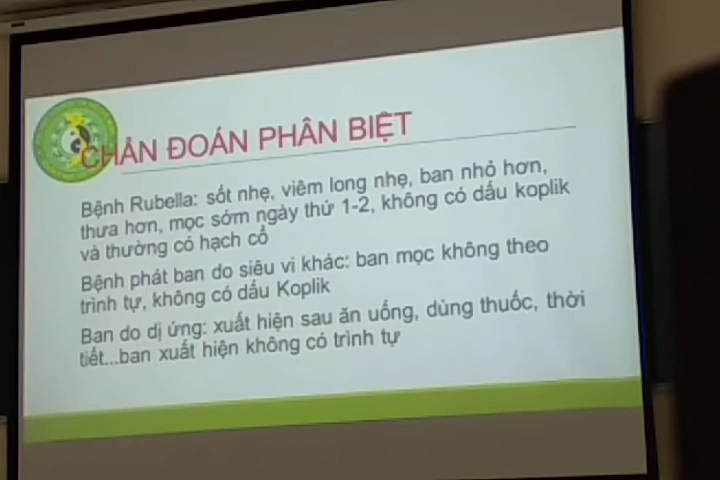 CHẨN ĐOÁN PHÂN BIỆT
Bệnh Rubella: sốt nhẹ, viêm long nhẹ, ban nhỏ hơn,
thưa hơn, mọc sớm ngày thứ 1-2, không có dấu koplik
và thường có hạch cổ
Bệnh phát ban do siêu vi khác: ban mọc không theo
trình tự, không có dấu Koplik
Ban do dị ứng: xuất hiện sau ăn uống, dùng thuốc, thời
tiết...ban xuất hiện không có trình tự